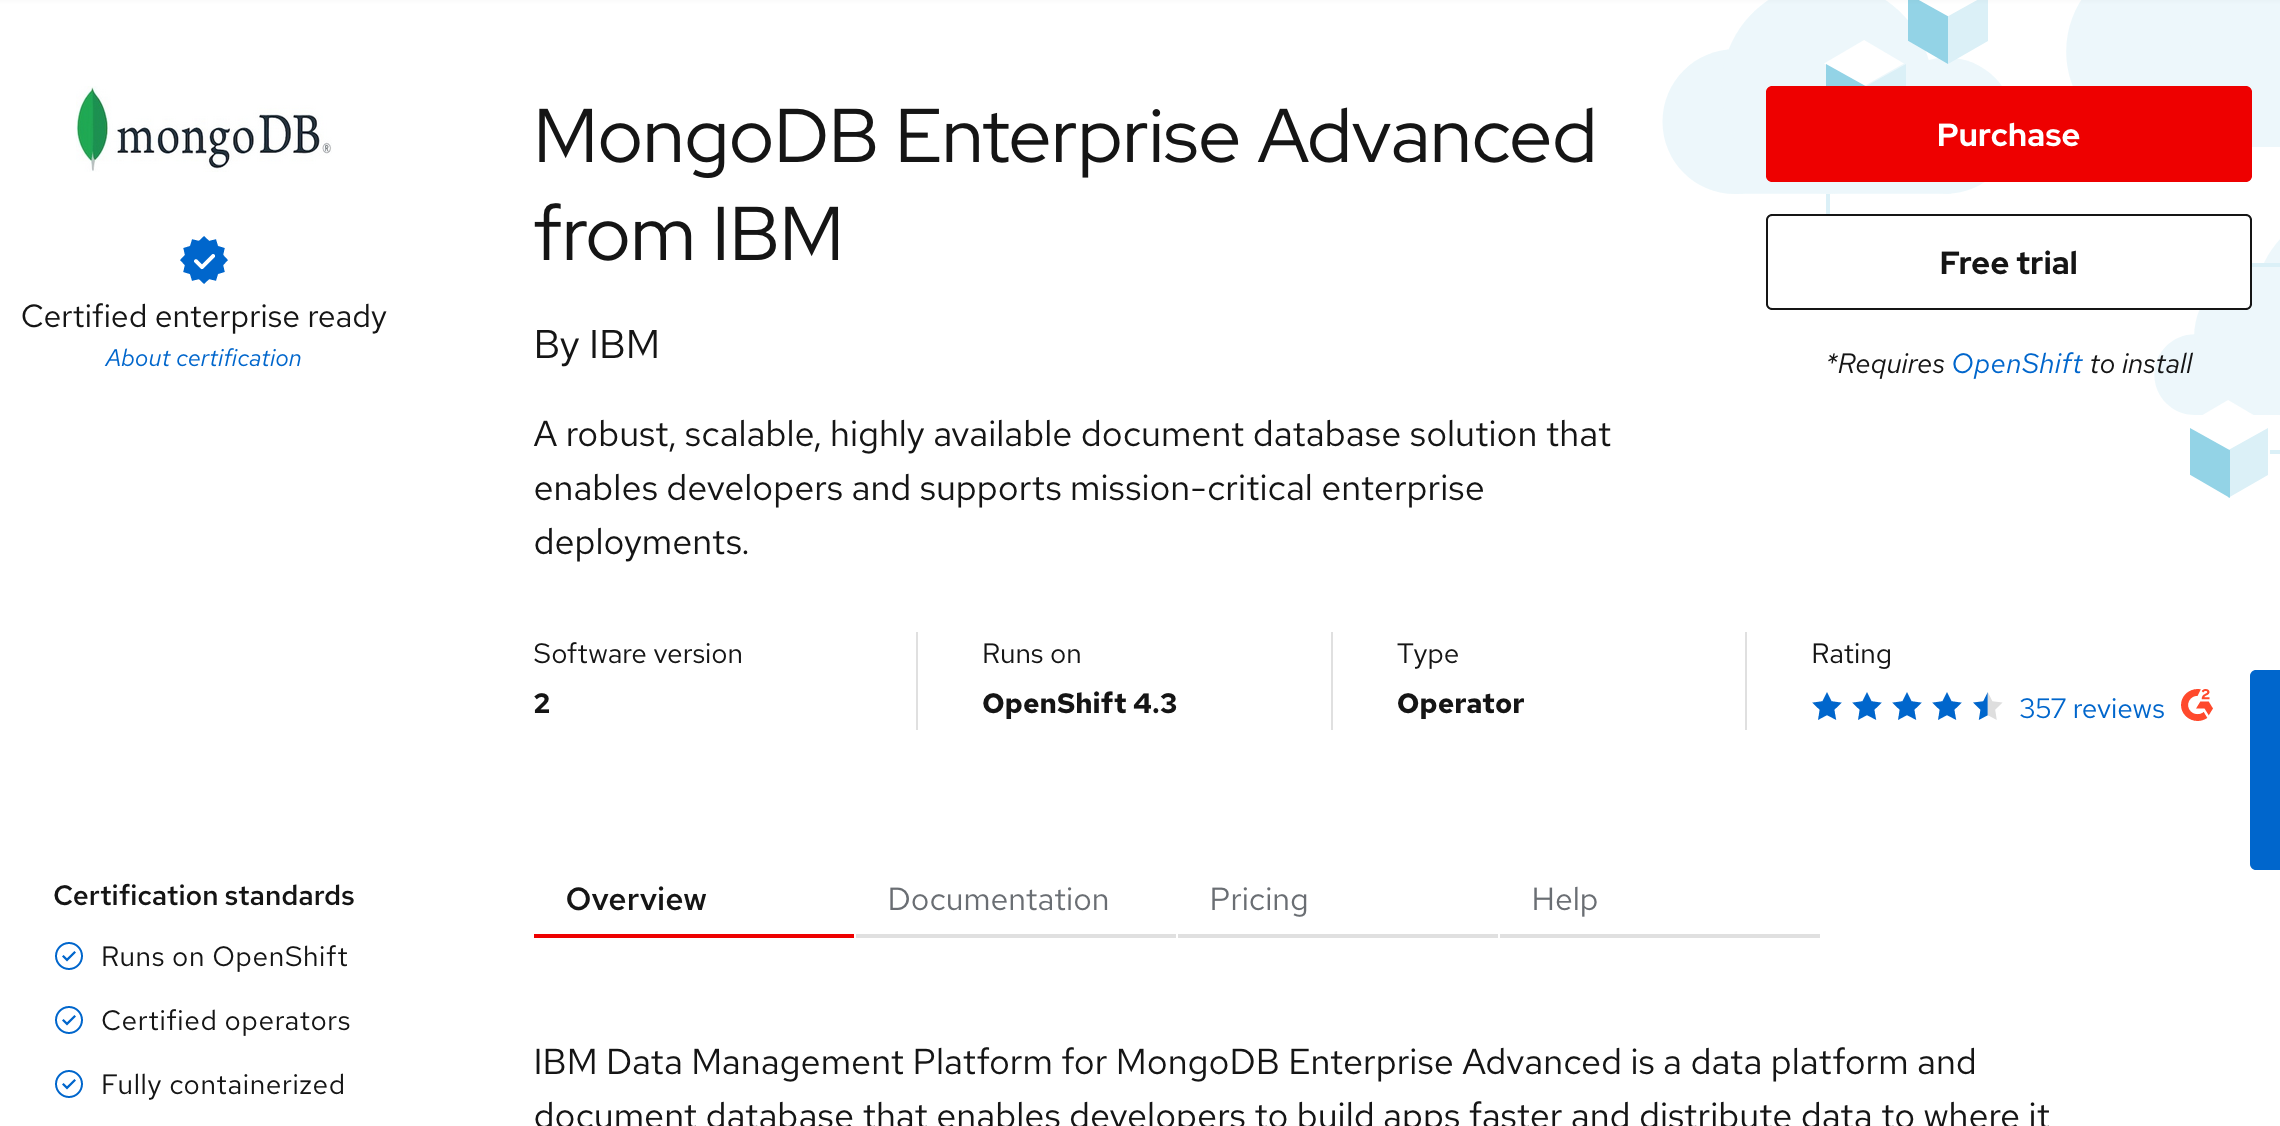 mongoDB®
Certified enterprise ready
About certification
MongoDB Enterprise Advanced
from IBM
By IBM
A robust, scalable, highly available document database solution that
enables developers and supports mission-critical enterprise
deployments.
Purchase
Free trial
*Requires OpenShift to install
Software version
2
Runs on
OpenShift 4.3
Type
Operator
Rating
357 reviews G2
Certification standards
Runs on OpenShift
Certified operators
Fully containerized
Overview
Documentation
Pricing
Help
IBM Data Management Platform for MongoDB Enterprise Advanced is a data platform and
document database that enables developers to build apps faster and distribute data to where it